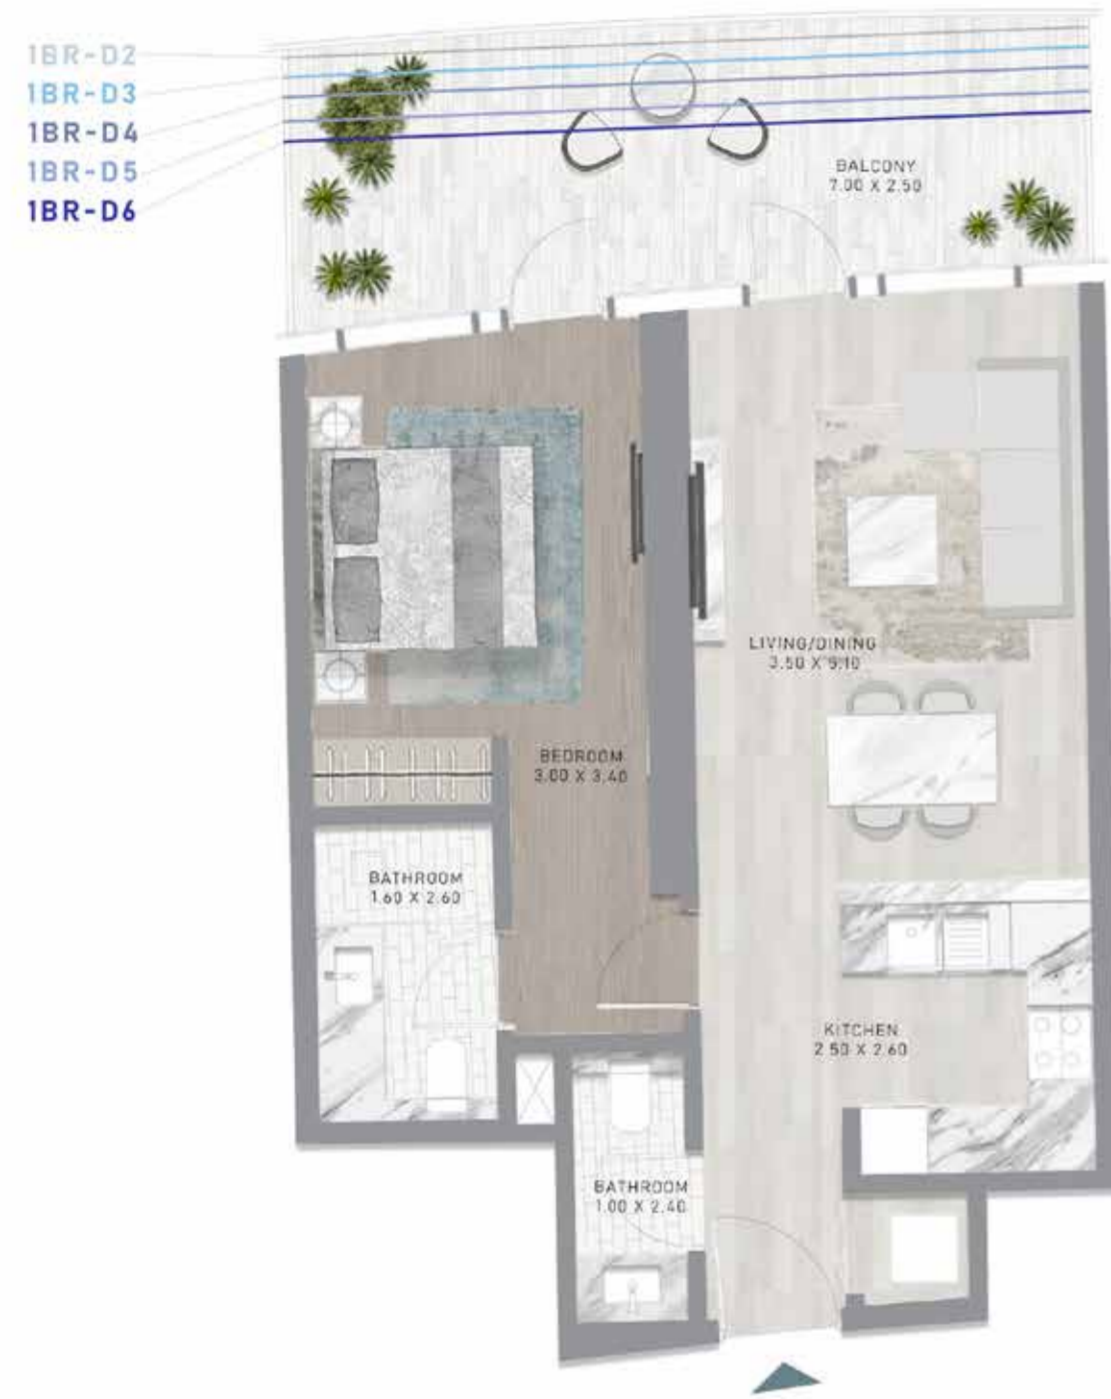 1BR-D2
1BR-D3
1BR-D4
1BR-D5
1BR-D6
BALCONY
7.00 X 2.50
LIVING/DINING
3.50 X 5.10
BEDROOM
3.00 X 3.40
BATHROOM
1.60 X 2.60
KITCHEN
2.50 X 2.60
BATHROOM
1.00 X 2.40